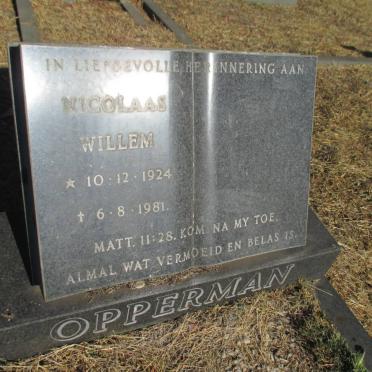 IN LIEFDEVOLLE HERINNERING AAN
NICOLAAS
WILLEM
* 10·12·1924
† 6·8·1981.
MATT. 11:28. KOM NA MY TOE,
ALMAL WAT VERMOEID EN BELAS IS.
OPPERMAN